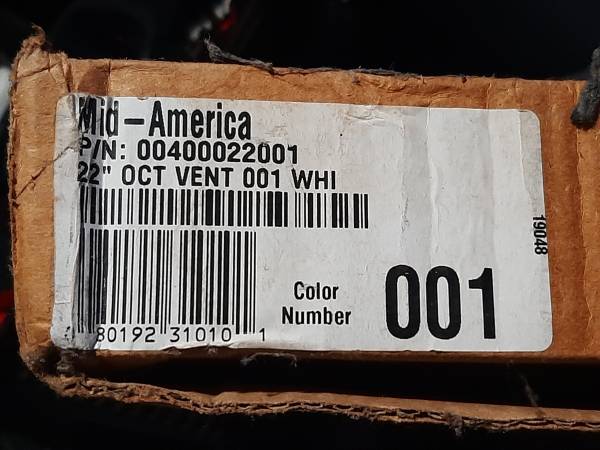 Mid-America
P/N: 00400022001
22" OCT VENT 001 WHI
19048
Color
Number
001
80192 31010 1